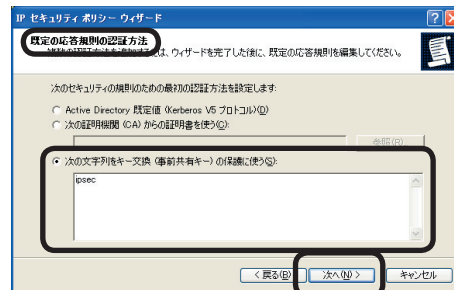 IP セキュリティ ポリシー ウィザード
既定の応答規則の認証方法
は、ウィザードを完了した後に、既定の応答規則を編集してください。
次のセキュリティの規則のための最初の認証方法を設定します:
Active Directory 既定値 (Kerberos V5 プロトコル)(D)
次の証明機関 (CA) からの証明書を使う(C):
参照(R)...
次の文字列をキー交換 (事前共有キー) の保護に使う(S):
ipsec
< 戻る(B)
次へ(N) >
キャンセル